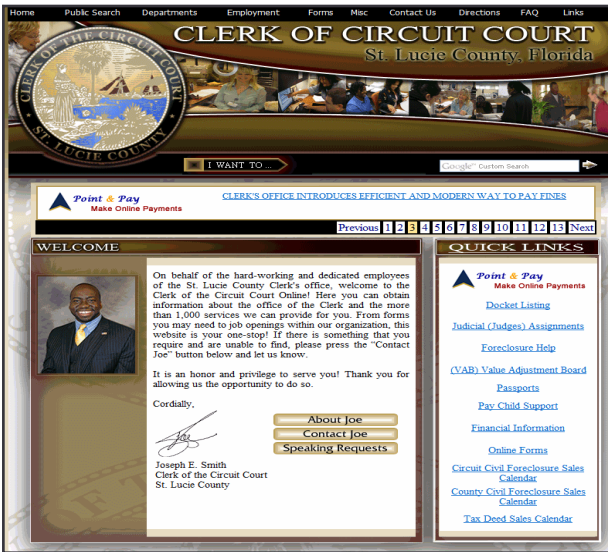 Home Public Search Departments Employment Forms Misc Contact Us Directions FAQ Links
CLERK OF CIRCUIT COURT
St. Lucie County, Florida
CLERK OF THE CIRCUIT COURT
ST. LUCIE COUNTY
I WANT TO ...
Google™ Custom Search
Point & Pay
Make Online Payments
CLERK'S OFFICE INTRODUCES EFFICIENT AND MODERN WAY TO PAY FINES
Previous 1 2 3 4 5 6 7 8 9 10 11 12 13 Next
WELCOME
On behalf of the hard-working and dedicated employees
of the St. Lucie County Clerk's office, welcome to the
Clerk of the Circuit Court Online! Here you can obtain
information about the office of the Clerk and the more
than 1,000 services we can provide for you. From forms
you may need to job openings within our organization, this
website is your one-stop! If there is something that you
require and are unable to find, please press the "Contact
Joe" button below and let us know.
It is an honor and privilege to serve you! Thank you for
allowing us the opportunity to do so.
Cordially,
Joe
About Joe
Contact Joe
Speaking Requests
Joseph E. Smith
Clerk of the Circuit Court
St. Lucie County
QUICK LINKS
Point & Pay
Make Online Payments
Docket Listing
Judicial (Judges) Assignments
Foreclosure Help
(VAB) Value Adjustment Board
Passports
Pay Child Support
Financial Information
Online Forms
Circuit Civil Foreclosure Sales
Calendar
County Civil Foreclosure Sales
Calendar
Tax Deed Sales Calendar